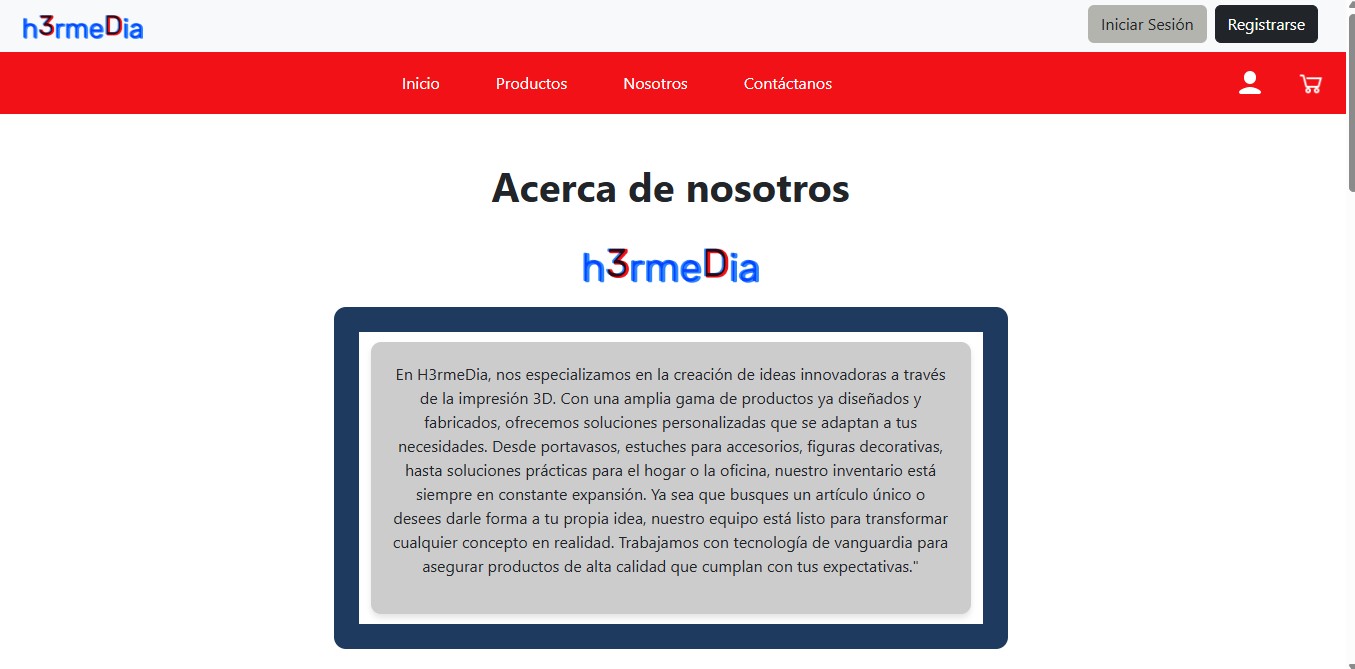 h3rmeDia
Iniciar Sesión
Registrarse
Inicio
Productos
Nosotros
Contáctanos
Acerca de nosotros
h3rmeDia
En H3rmeDia, nos especializamos en la creación de ideas innovadoras a través
de la impresión 3D. Con una amplia gama de productos ya diseñados y
fabricados, ofrecemos soluciones personalizadas que se adaptan a tus
necesidades. Desde portavasos, estuches para accesorios, figuras decorativas,
hasta soluciones prácticas para el hogar o la oficina, nuestro inventario está
siempre en constante expansión. Ya sea que busques un artículo único o
desees darle forma a tu propia idea, nuestro equipo está listo para transformar
cualquier concepto en realidad. Trabajamos con tecnología de vanguardia para
asegurar productos de alta calidad que cumplan con tus expectativas."